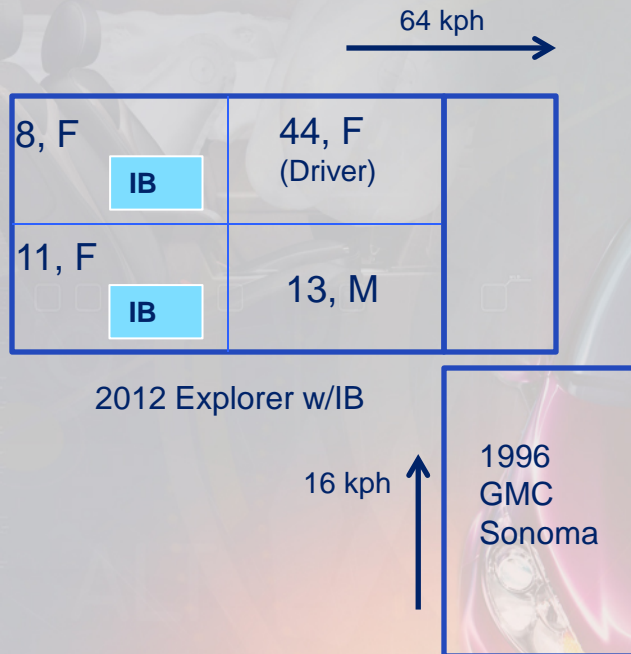 64 kph
8, F
IB
44, F
(Driver)
11, F
IB
13, M
2012 Explorer w/IB
16 kph
1996
GMC
Sonoma